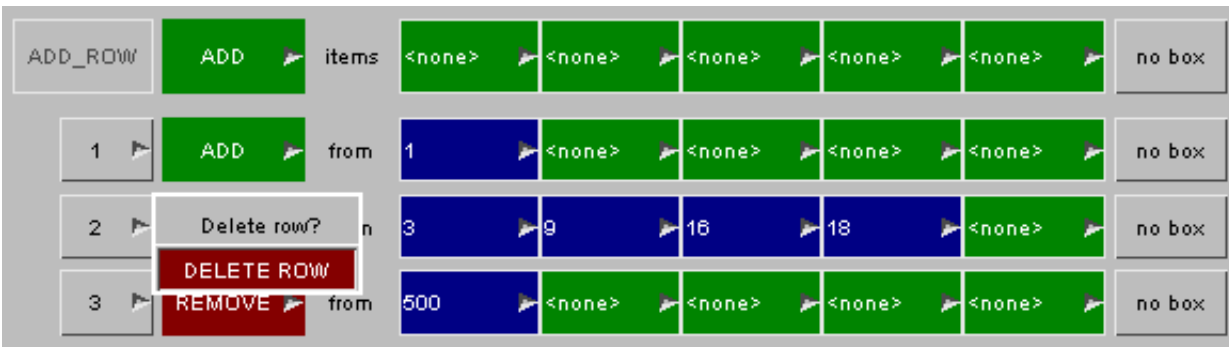 ADD_ROW ADD items <none> <none> <none> <none> <none> no box
1 ADD from 1 <none> <none> <none> <none> no box
2 Delete row? n 3 9 16 18 <none> no box
DELETE ROW
3 REMOVE from 500 <none> <none> <none> <none> no box